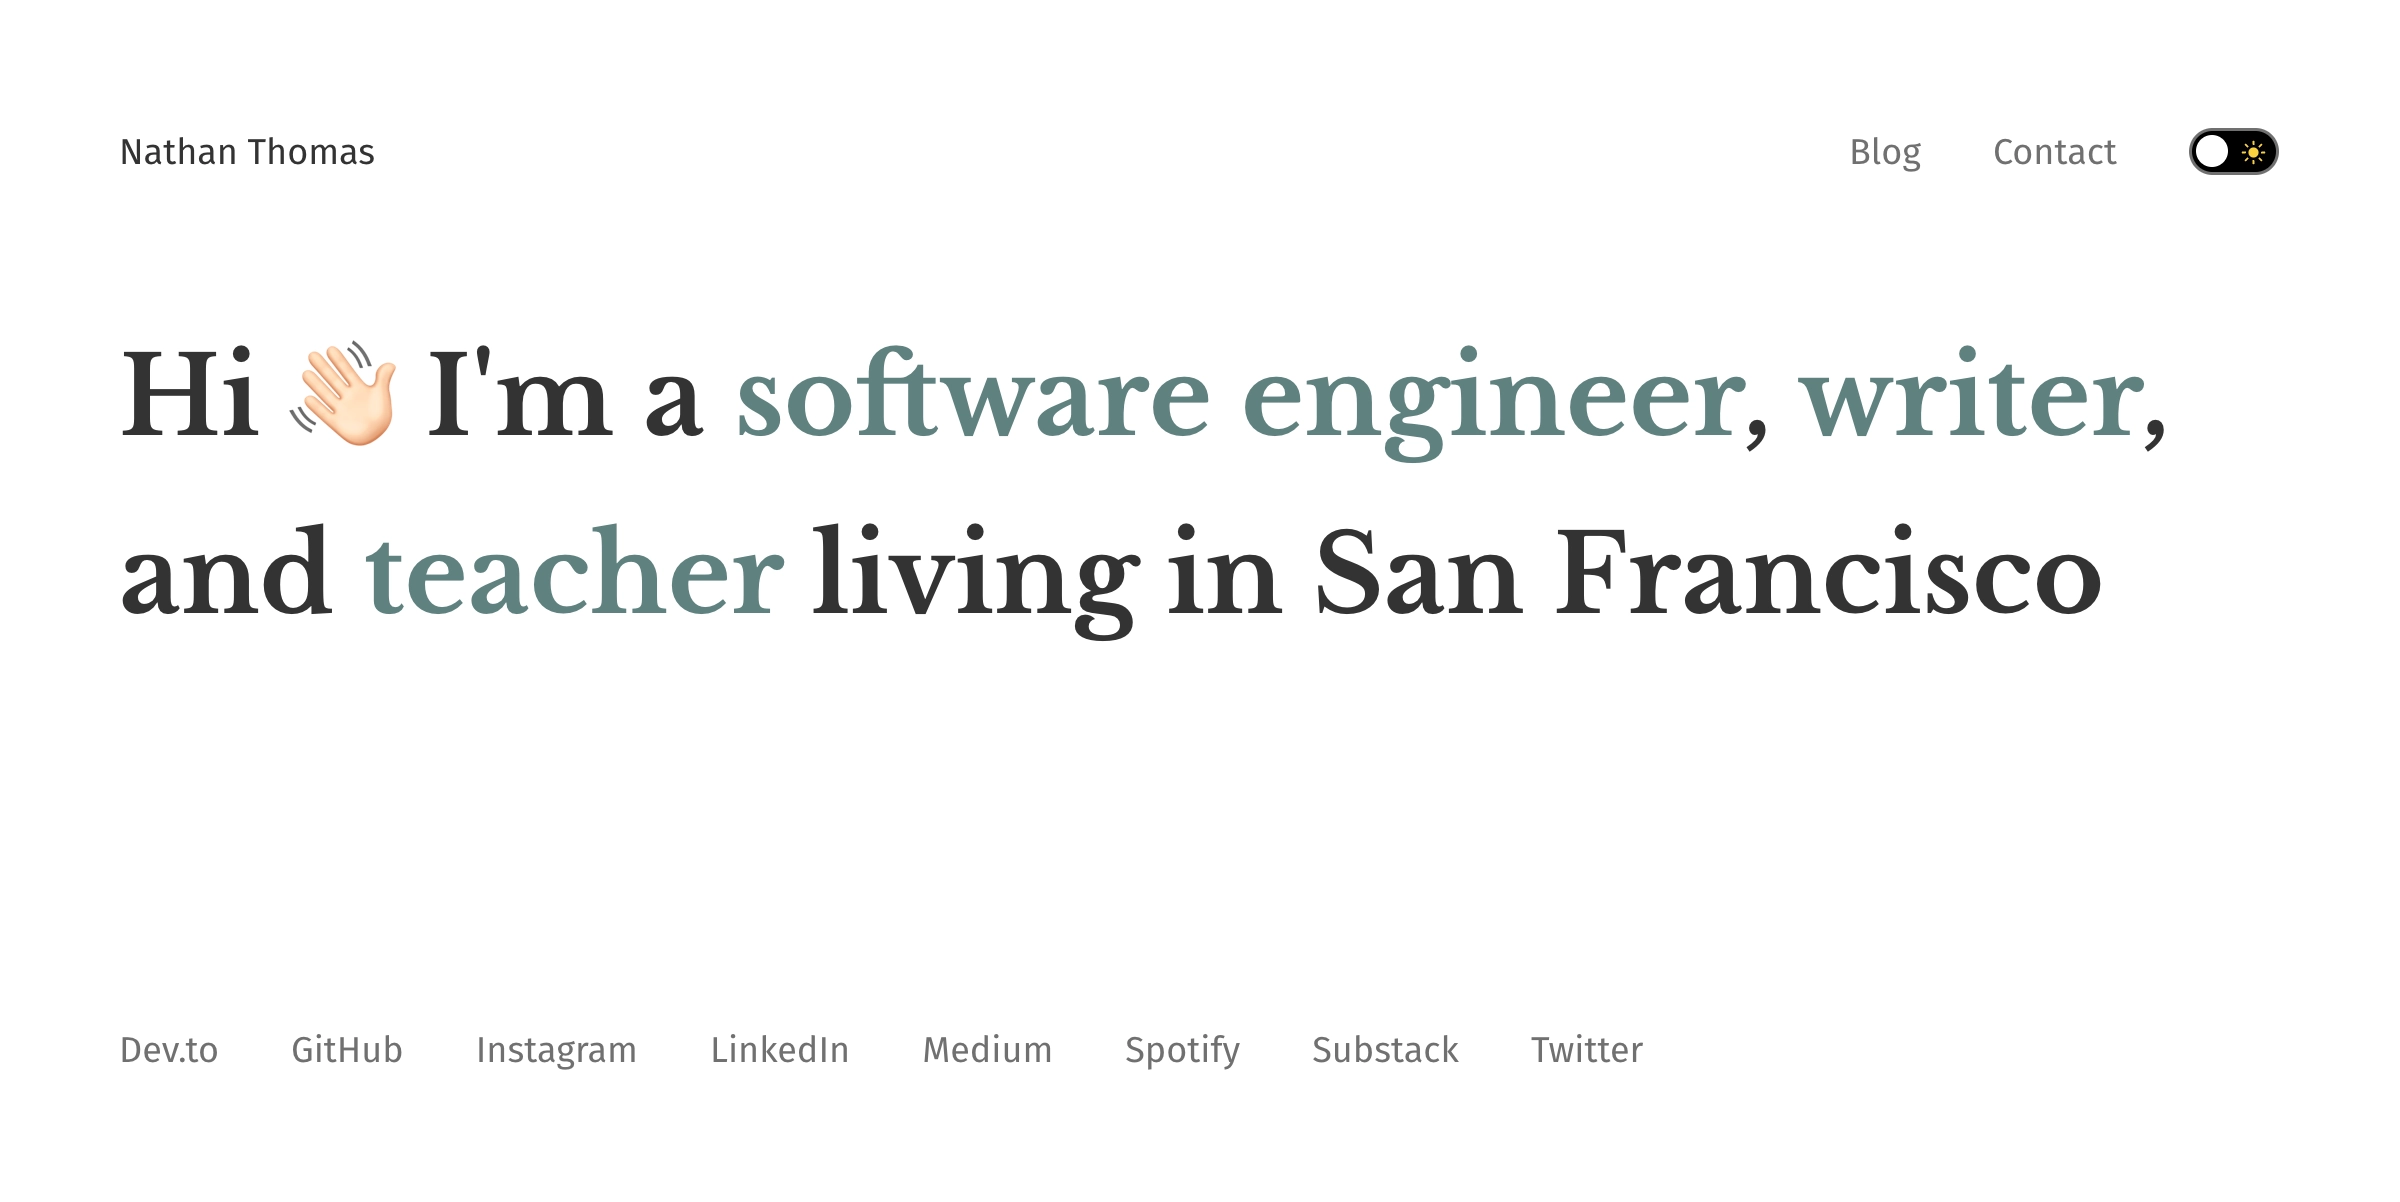 Nathan Thomas
Blog Contact
Hi 👋🏻 I'm a software engineer, writer,
and teacher living in San Francisco
Dev.to GitHub Instagram LinkedIn Medium Spotify Substack Twitter